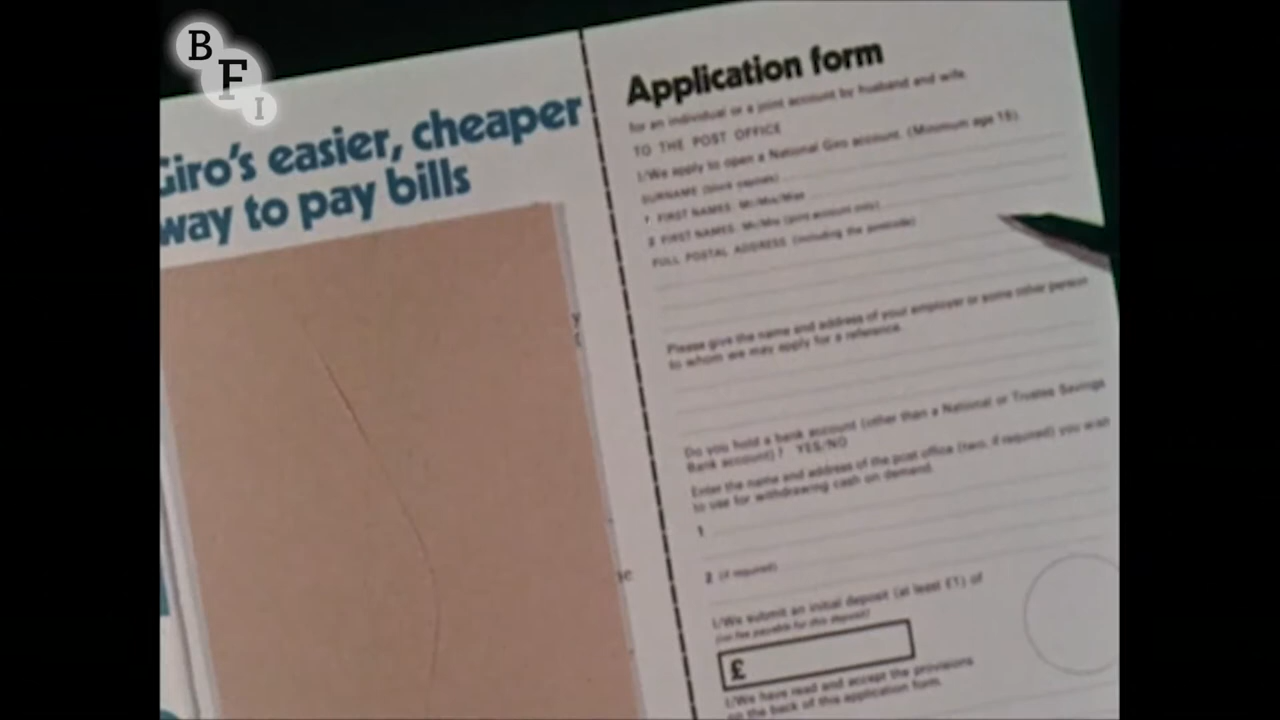 BFI
Giro's easier, cheaper
way to pay bills
Application form
for an individual or a joint account by husband and wife.
TO THE POST OFFICE
I/We apply to open a National Giro account. (Minimum age 15)
SURNAME (block capitals)
1 FIRST NAMES: Mr/Mrs/Miss
2 FIRST NAMES: Mr/Mrs (joint account only)
FULL POSTAL ADDRESS (including the postcode)
Please give the name and address of your employer or some other person
to whom we may apply for a reference.
Do you hold a bank account (other than a National or Trustee Savings
Bank account)? YES/NO
Enter the name and address of the post office (two, if required) you wish
to use for withdrawing cash on demand.
1
2 (if required)
I/We submit an initial deposit (at least £1) of
(no fee payable for this deposit)
£
I/We have read and accept the provisions
on the back of this application form.